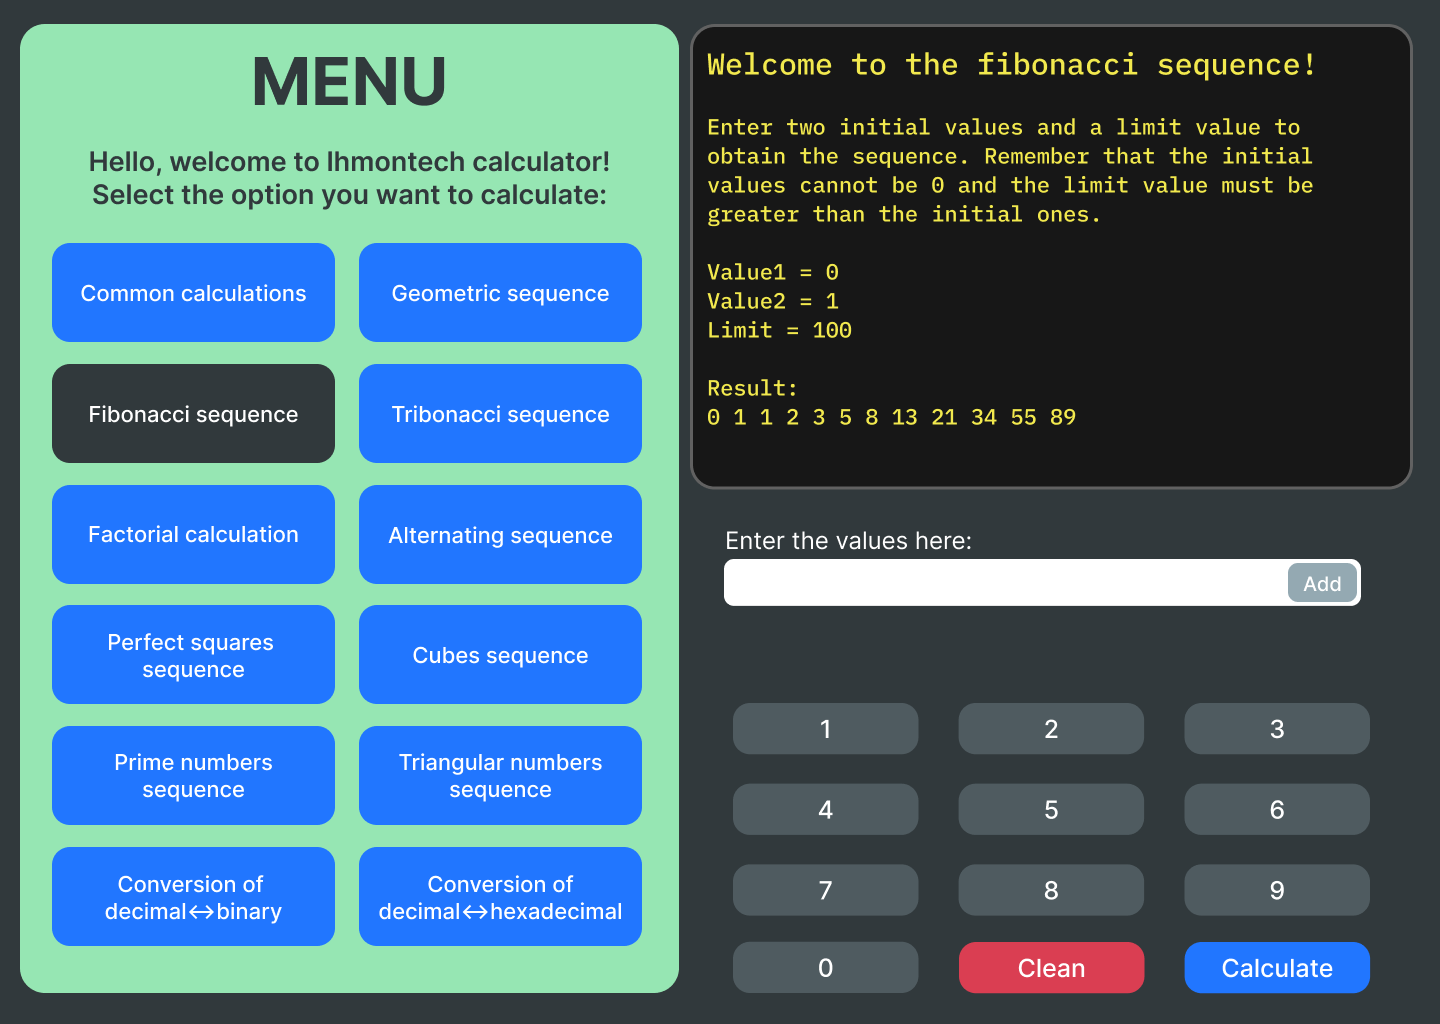 MENU
Hello, welcome to lhmontech calculator!
Select the option you want to calculate:
Common calculations
Geometric sequence
Fibonacci sequence
Tribonacci sequence
Factorial calculation
Alternating sequence
Perfect squares
sequence
Cubes sequence
Prime numbers
sequence
Triangular numbers
sequence
Conversion of
decimal↔binary
Conversion of
decimal↔hexadecimal
Welcome to the fibonacci sequence!
Enter two initial values and a limit value to
obtain the sequence. Remember that the initial
values cannot be 0 and the limit value must be
greater than the initial ones.
Value1 = 0
Value2 = 1
Limit = 100
Result:
0 1 1 2 3 5 8 13 21 34 55 89
Enter the values here:
Add
1 2 3
4 5 6
7 8 9
0 Clean Calculate